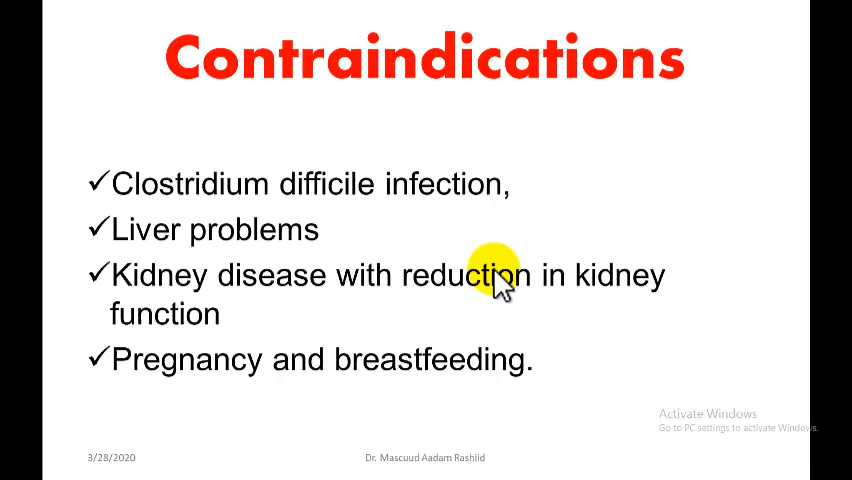 Contraindications
✓Clostridium difficile infection,
✓Liver problems
✓Kidney disease with reduction in kidney
function
✓Pregnancy and breastfeeding.
Activate Windows
Go to PC settings to activate Windows.
3/28/2020
Dr. Mascuud Aadam Rashiid